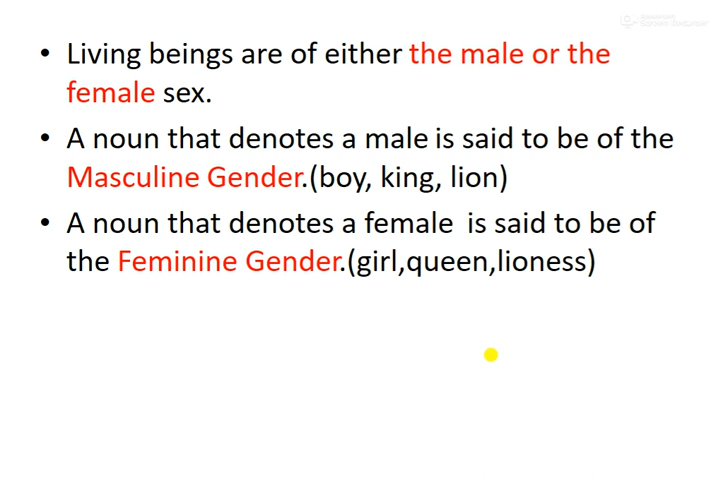 • Living beings are of either the male or the
female sex.
• A noun that denotes a male is said to be of the
Masculine Gender.(boy, king, lion)
• A noun that denotes a female  is said to be of
the Feminine Gender.(girl,queen,lioness)